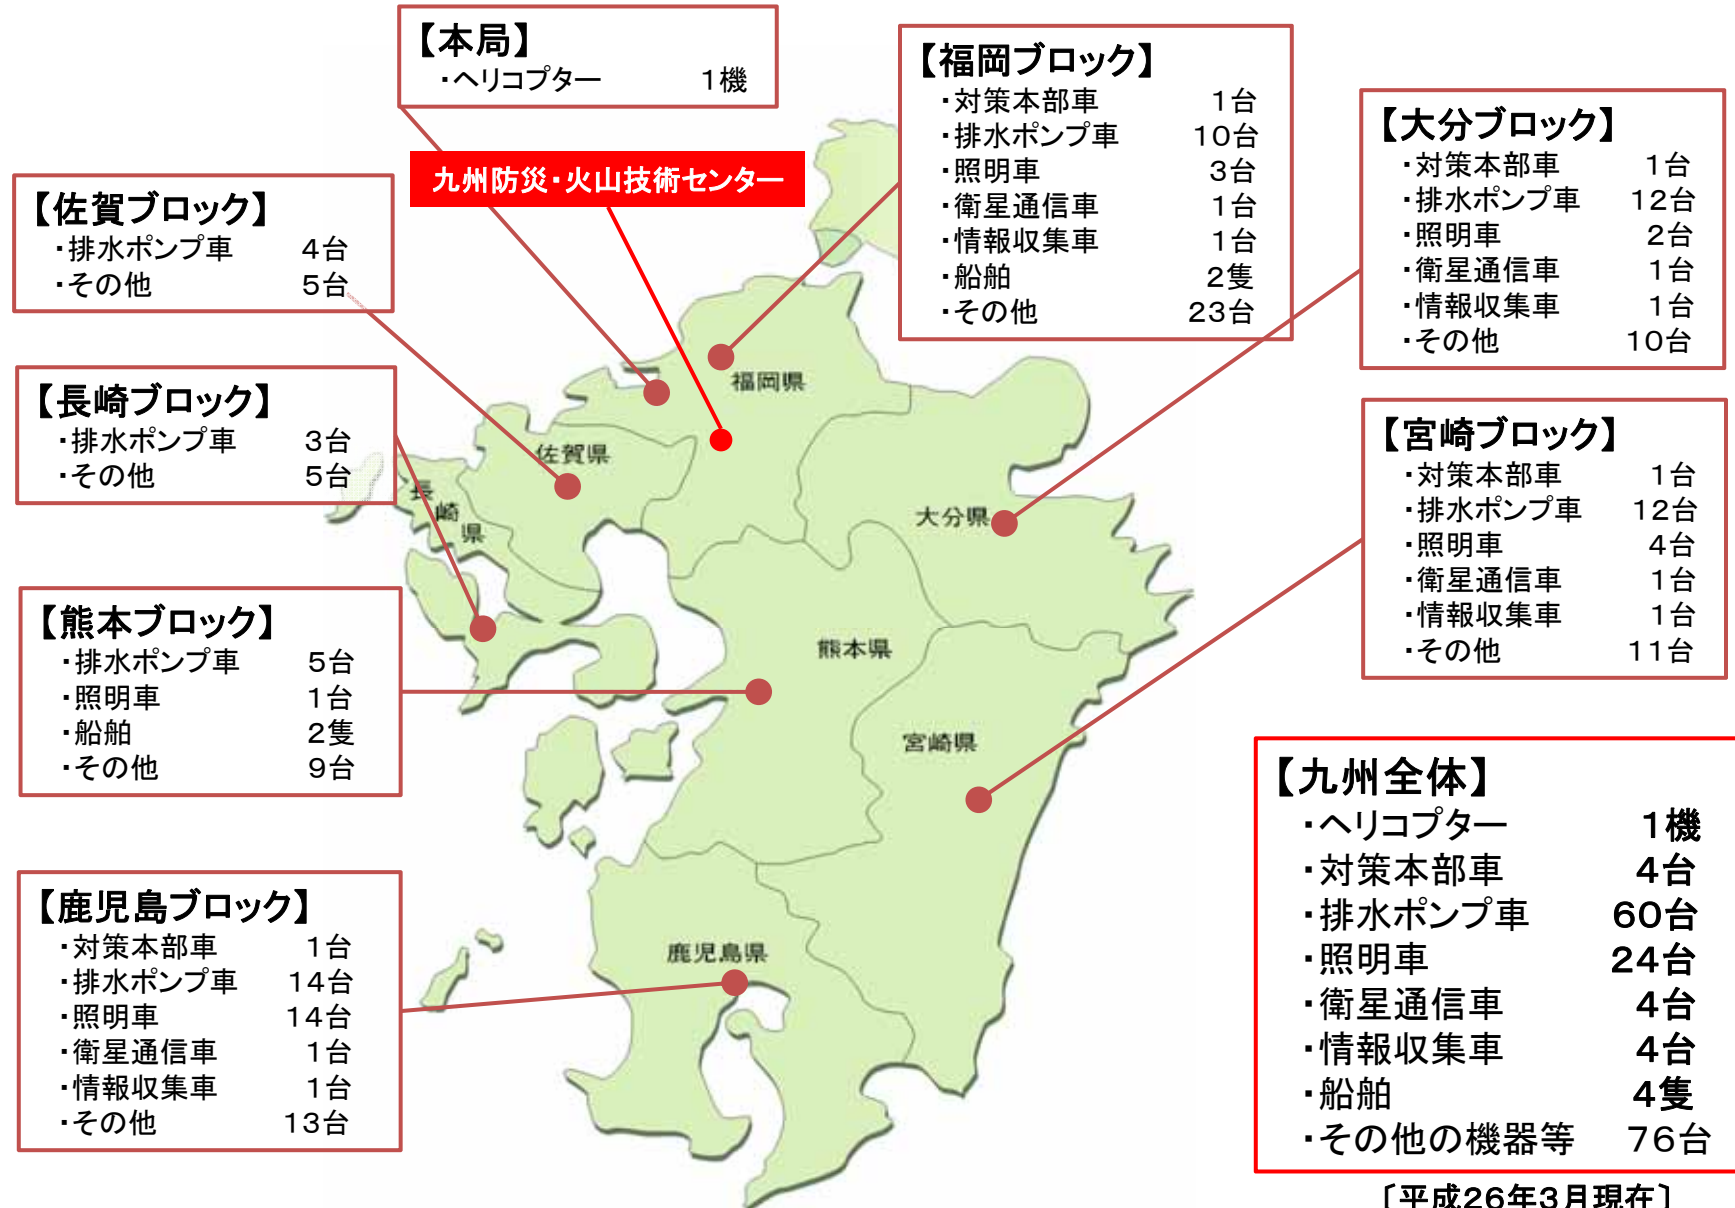 【本局】
・ヘリコプター 1機
九州防災・火山技術センター
【福岡ブロック】
・対策本部車 1台
・排水ポンプ車 10台
・照明車 3台
・衛星通信車 1台
・情報収集車 1台
・船舶 2隻
・その他 23台
【大分ブロック】
・対策本部車 1台
・排水ポンプ車 12台
・照明車 2台
・衛星通信車 1台
・情報収集車 1台
・その他 10台
【佐賀ブロック】
・排水ポンプ車 4台
・その他 5台
【長崎ブロック】
・排水ポンプ車 3台
・その他 5台
【宮崎ブロック】
・対策本部車 1台
・排水ポンプ車 12台
・照明車 4台
・衛星通信車 1台
・情報収集車 1台
・その他 11台
【熊本ブロック】
・排水ポンプ車 5台
・照明車 1台
・船舶 2隻
・その他 9台
【鹿児島ブロック】
・対策本部車 1台
・排水ポンプ車 14台
・照明車 14台
・衛星通信車 1台
・情報収集車 1台
・その他 13台
福岡県
佐賀県
長崎県
大分県
熊本県
宮崎県
鹿児島県
【九州全体】
・ヘリコプター 1機
・対策本部車 4台
・排水ポンプ車 60台
・照明車 24台
・衛星通信車 4台
・情報収集車 4台
・船舶 4隻
・その他の機器等 76台
〔平成26年3月現在〕